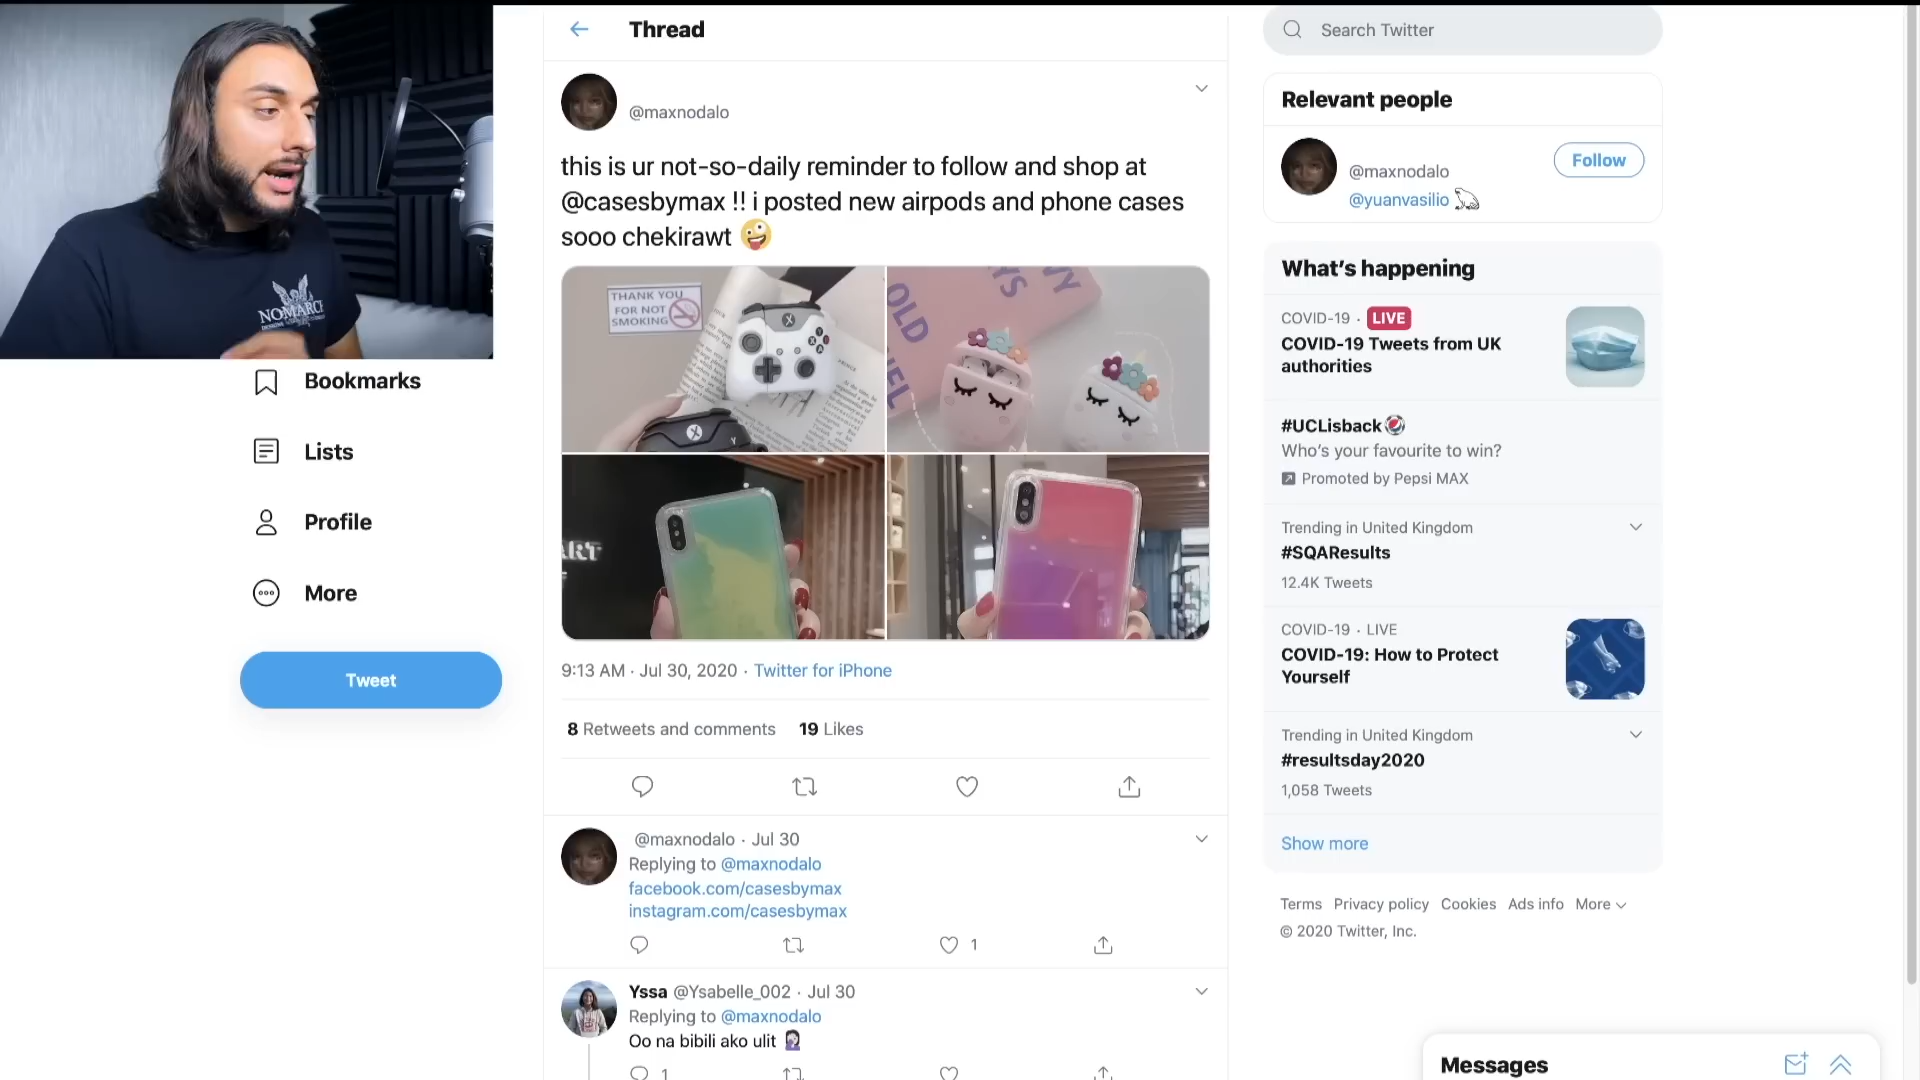 Thread
Search Twitter
@maxnodalo
this is ur not-so-daily reminder to follow and shop at
@casesbymax !! i posted new airpods and phone cases
sooo chekirawt 🤪
THANK YOU
FOR NOT
SMOKING
9:13 AM · Jul 30, 2020 · Twitter for iPhone
8 Retweets and comments 19 Likes
@maxnodalo · Jul 30
Replying to @maxnodalo
facebook.com/casesbymax
instagram.com/casesbymax
1
Yssa @Ysabelle_002 · Jul 30
Replying to @maxnodalo
Oo na bibili ako ulit
1
NOMARCH
Bookmarks
Lists
Profile
More
Tweet
Relevant people
@maxnodalo
Follow
@yuanvasilio
What's happening
COVID-19 · LIVE
COVID-19 Tweets from UK
authorities
#UCLisback
Who's your favourite to win?
Promoted by Pepsi MAX
Trending in United Kingdom
#SQAResults
12.4K Tweets
COVID-19 · LIVE
COVID-19: How to Protect
Yourself
Trending in United Kingdom
#resultsday2020
1,058 Tweets
Show more
Terms Privacy policy Cookies Ads info More
© 2020 Twitter, Inc.
Messages